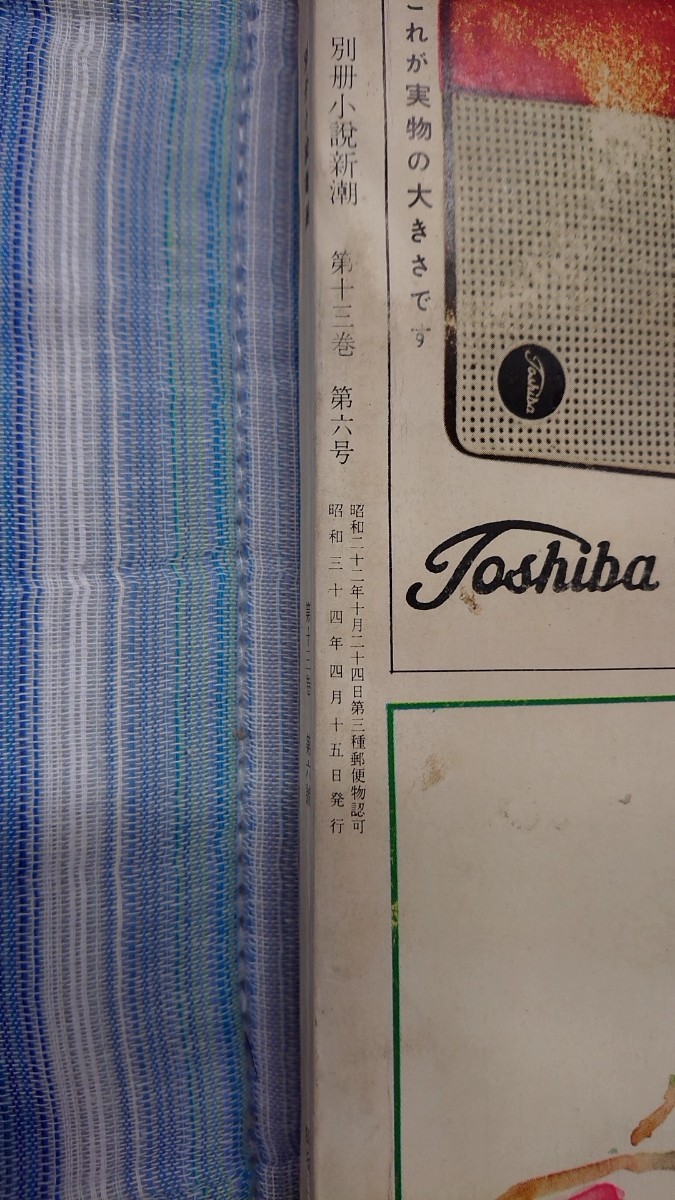 これが実物の大きさです
Toshiba
Toshiba
別册小說新潮 第十三巻 第六号
昭和二十二年十月二十四日第三種郵便物認可
昭和三十四年四月十五日発行